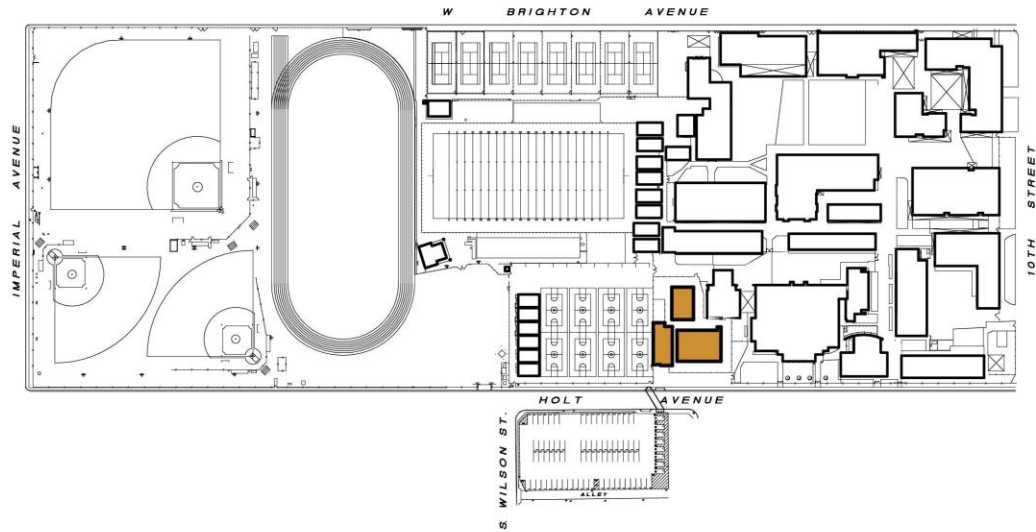 W BRIGHTON AVENUE
IMPERIAL AVENUE
10TH STREET
HOLT AVENUE
S. WILSON ST.
ALLEY